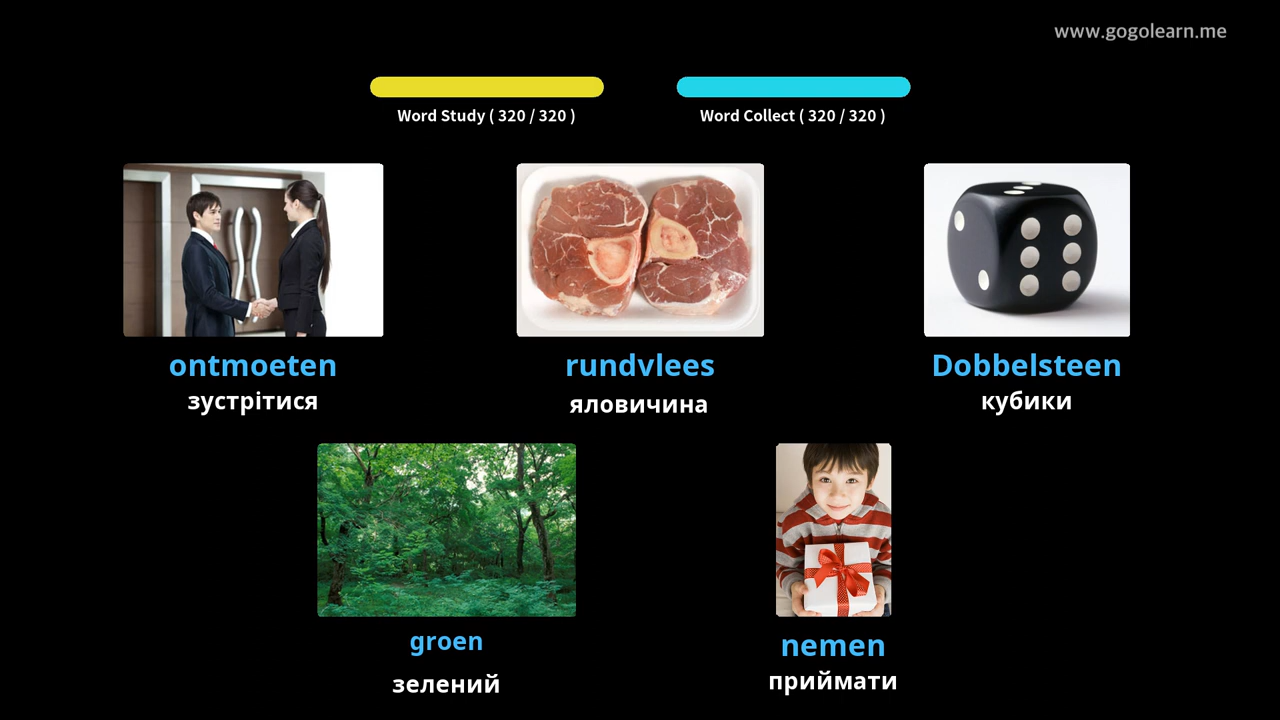 www.gogolearn.me
Word Study ( 320 / 320 )
Word Collect ( 320 / 320 )
ontmoeten
зустрітися
rundvlees
яловичина
Dobbelsteen
кубики
groen
зелений
nemen
приймати